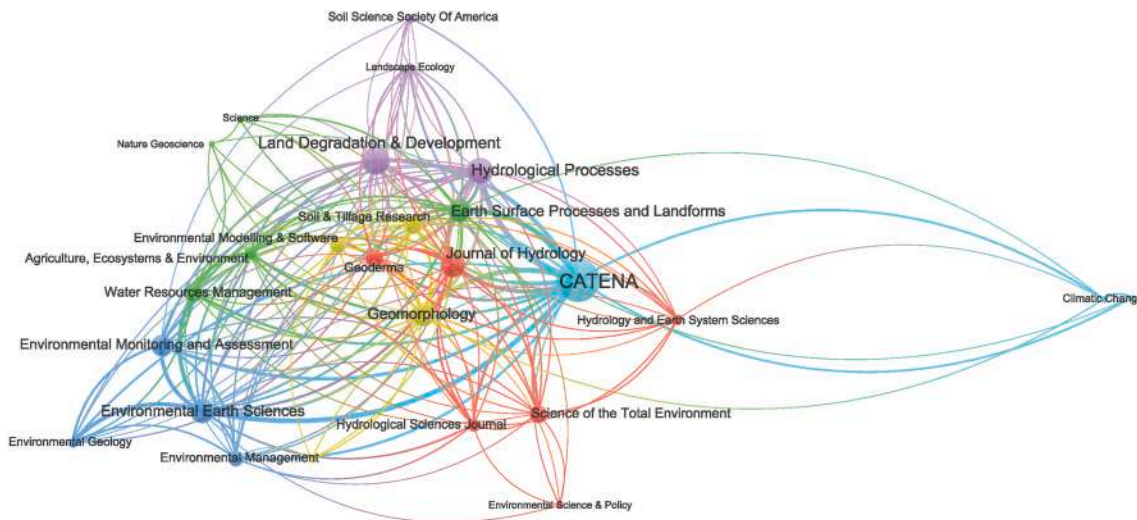 Soil Science Society Of America
Landscape Ecology
Science
Nature Geoscience
Land Degradation & Development
Hydrological Processes
Soil & Tillage Research
Earth Surface Processes and Landforms
Environmental Modelling & Software
Agriculture, Ecosystems & Environment
Journal of Hydrology
Geoderma
CATENA
Water Resources Management
Climatic Change
Geomorphology
Hydrology and Earth System Sciences
Environmental Monitoring and Assessment
Environmental Earth Sciences
Science of the Total Environment
Hydrological Sciences Journal
Environmental Geology
Environmental Management
Environmental Science & Policy